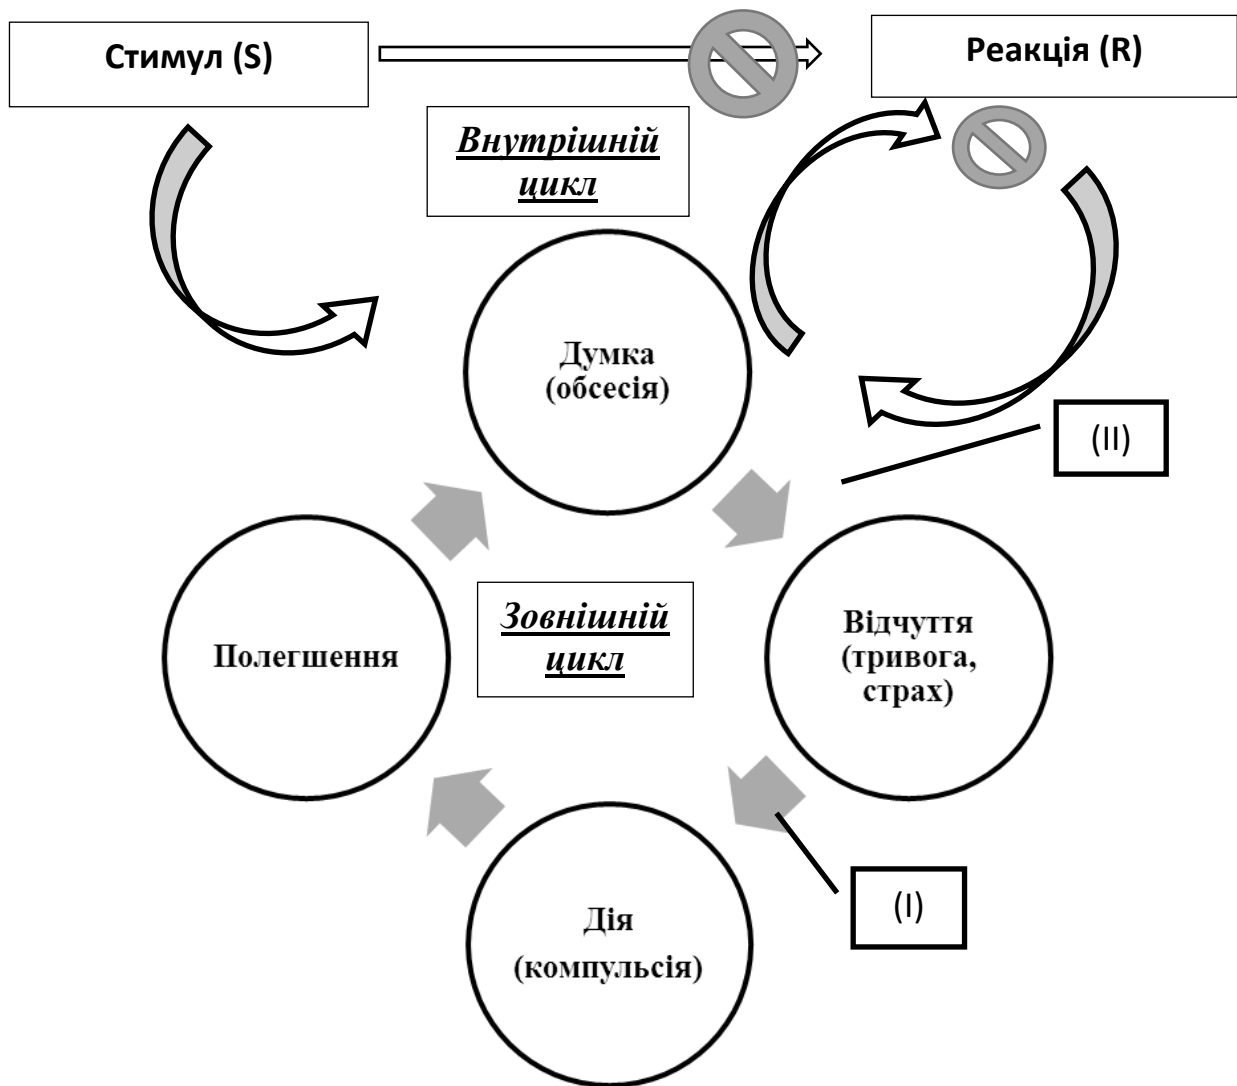 Стимул (S)
Реакція (R)
Внутрішній
цикл
Думка
(обсесія)
(II)
Полегшення
Зовнішній
цикл
Відчуття
(тривога,
страх)
(I)
Дія
(компульсія)